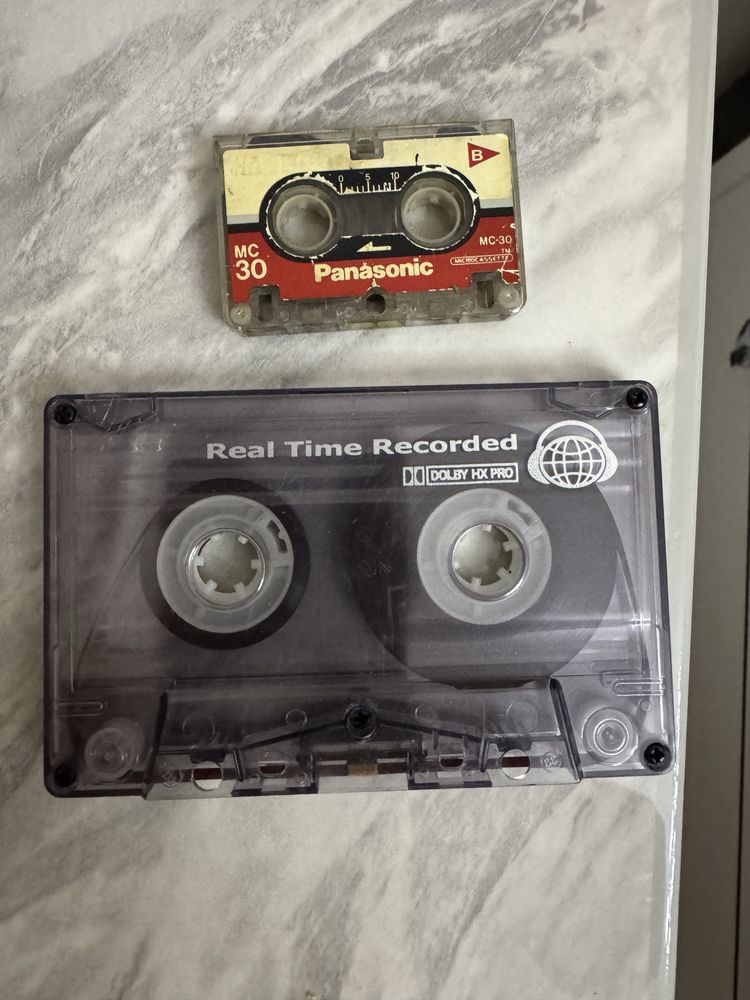 B
0 5 10
MC
30
MC-30
TM
MICROCASSETTE
Panasonic
Real Time Recorded
DOLBY HX PRO